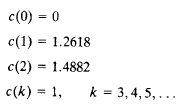 c(0) = 0
c(1) = 1.2618
c(2) = 1.4882
c(k) = 1, k = 3, 4, 5, . . .